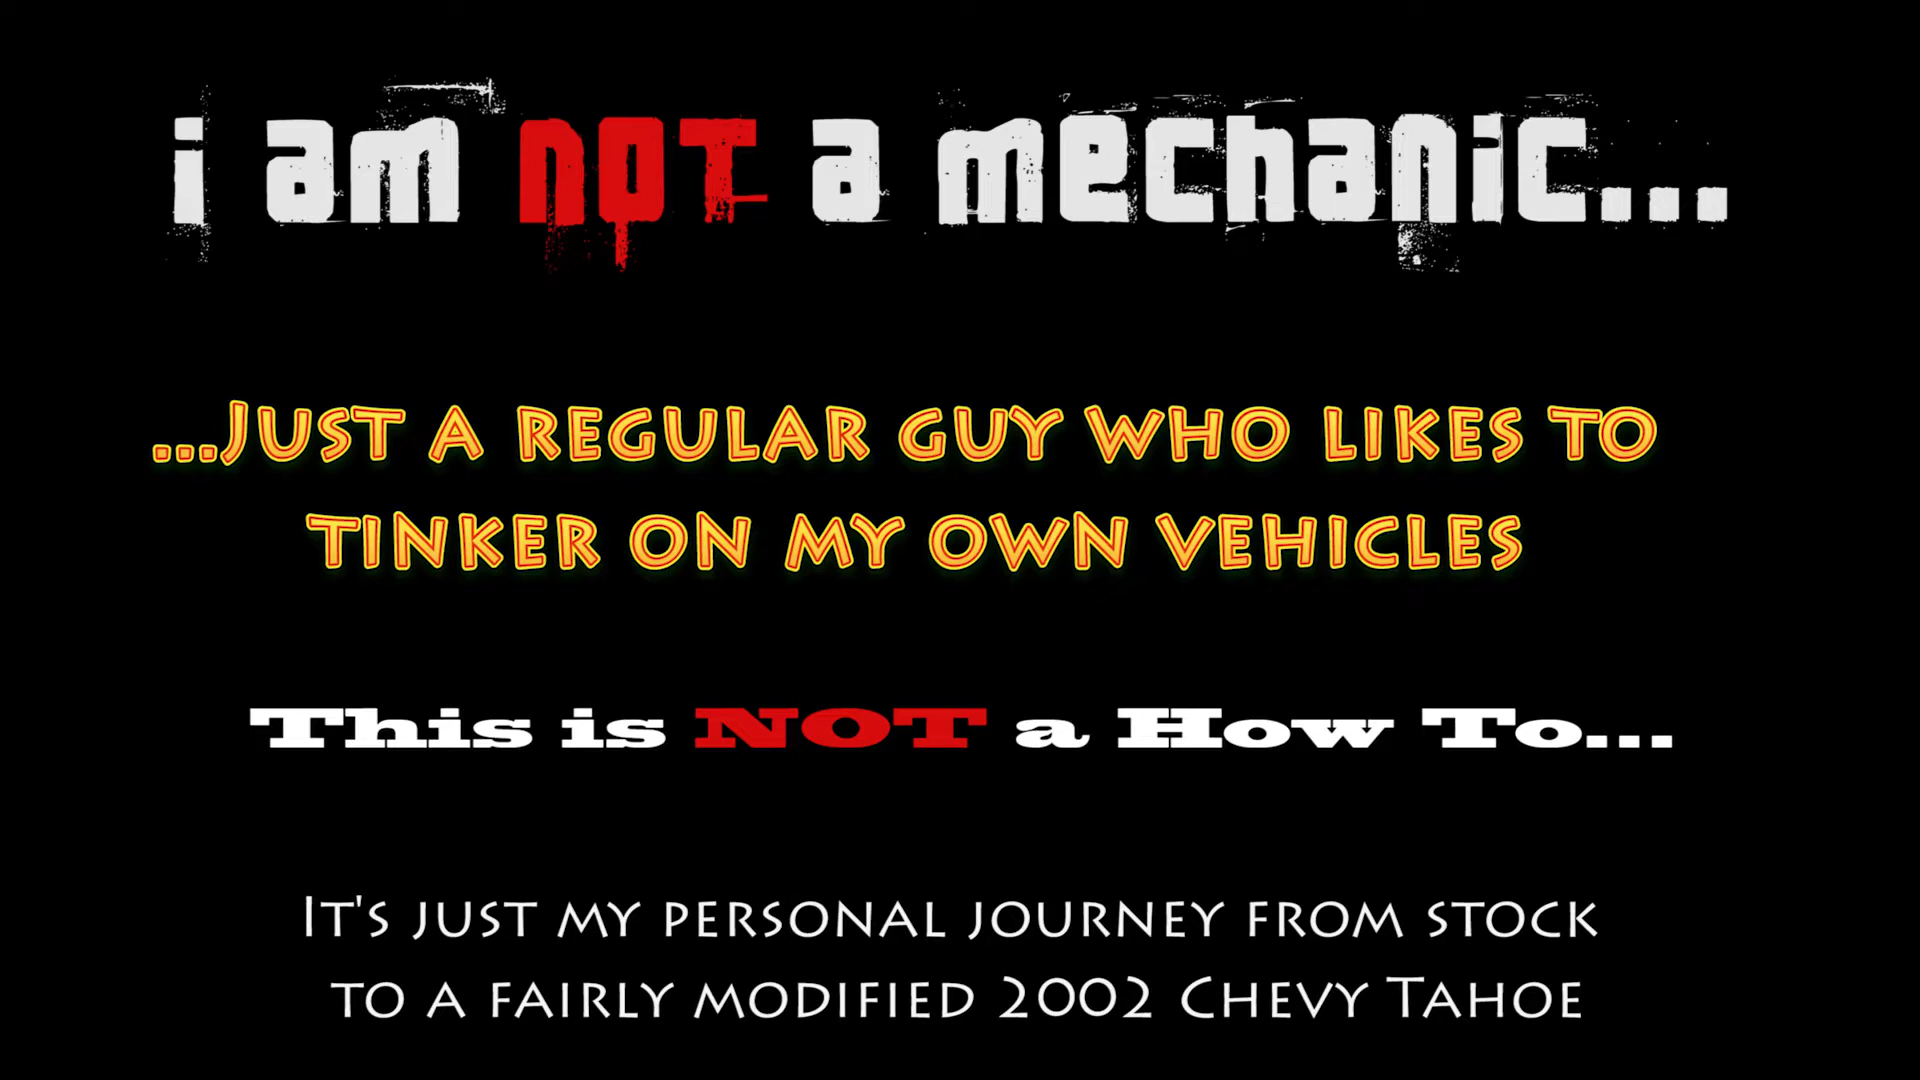 i am not a mechanic...
...Just a regular guy who likes to
tinker on my own vehicles
This is NOT a How To...
It's just my personal journey from stock
to a fairly modified 2002 Chevy Tahoe